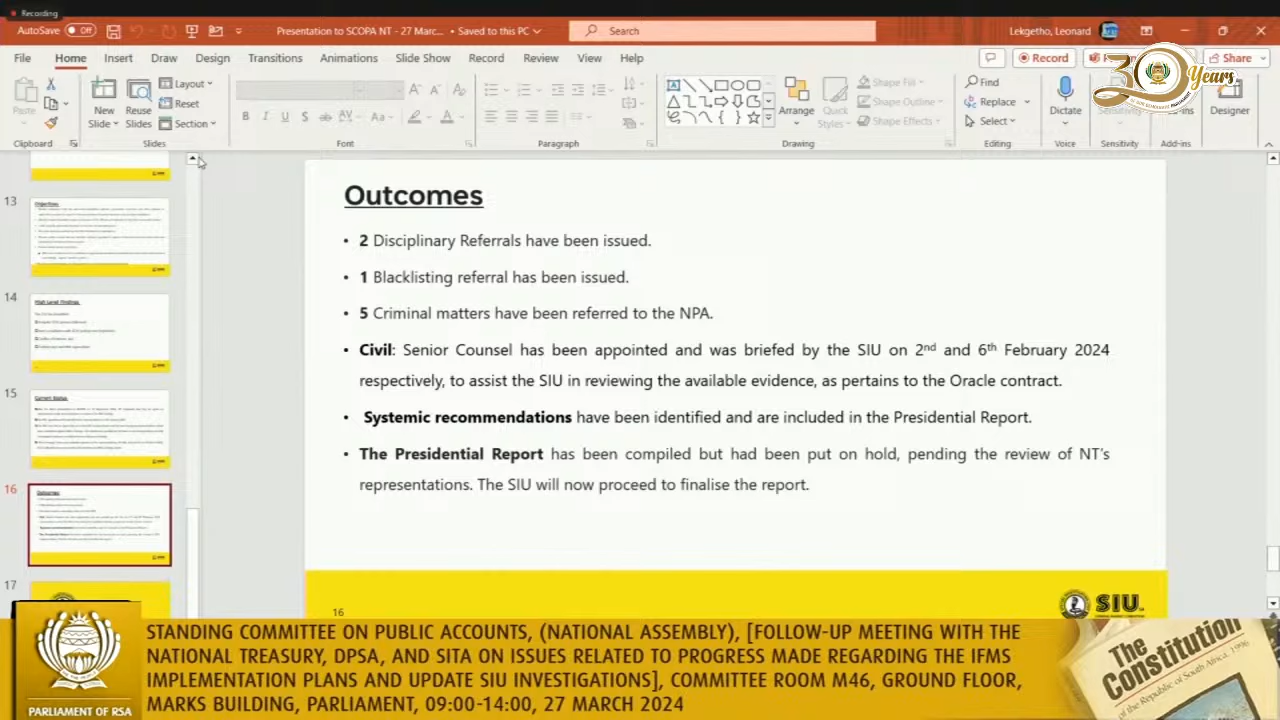 Recording
AutoSave Off
Presentation to SCOPA NT - 27 Marc... • Saved to this PC
Search
Lekgetho, Leonard
File Home Insert Draw Design Transitions Animations Slide Show Record Review View Help
Record
Share
30 Years
Paste
New Slide
Reuse Slides
Layout
Reset
Section
Arrange
Quick Styles
Shape Fill
Shape Outline
Shape Effects
Find
Replace
Select
Dictate
Sensitivity
Designer
Clipboard Slides Font Paragraph Drawing Editing Voice Sensitivity Add-ins
13
14
15
16
17
Outcomes
• 2 Disciplinary Referrals have been issued.
• 1 Blacklisting referral has been issued.
• 5 Criminal matters have been referred to the NPA.
• Civil: Senior Counsel has been appointed and was briefed by the SIU on 2nd and 6th February 2024
respectively, to assist the SIU in reviewing the available evidence, as pertains to the Oracle contract.
• Systemic recommendations have been identified and are included in the Presidential Report.
• The Presidential Report has been compiled but had been put on hold, pending the review of NT's
representations. The SIU will now proceed to finalise the report.
16
SIU
STANDING COMMITTEE ON PUBLIC ACCOUNTS, (NATIONAL ASSEMBLY), [FOLLOW-UP MEETING WITH THE
NATIONAL TREASURY, DPSA, AND SITA ON ISSUES RELATED TO PROGRESS MADE REGARDING THE IFMS
IMPLEMENTATION PLANS AND UPDATE SIU INVESTIGATIONS], COMMITTEE ROOM M46, GROUND FLOOR,
MARKS BUILDING, PARLIAMENT, 09:00-14:00, 27 MARCH 2024
PARLIAMENT OF RSA
The
Constitution
of the Republic of South Africa, 1996